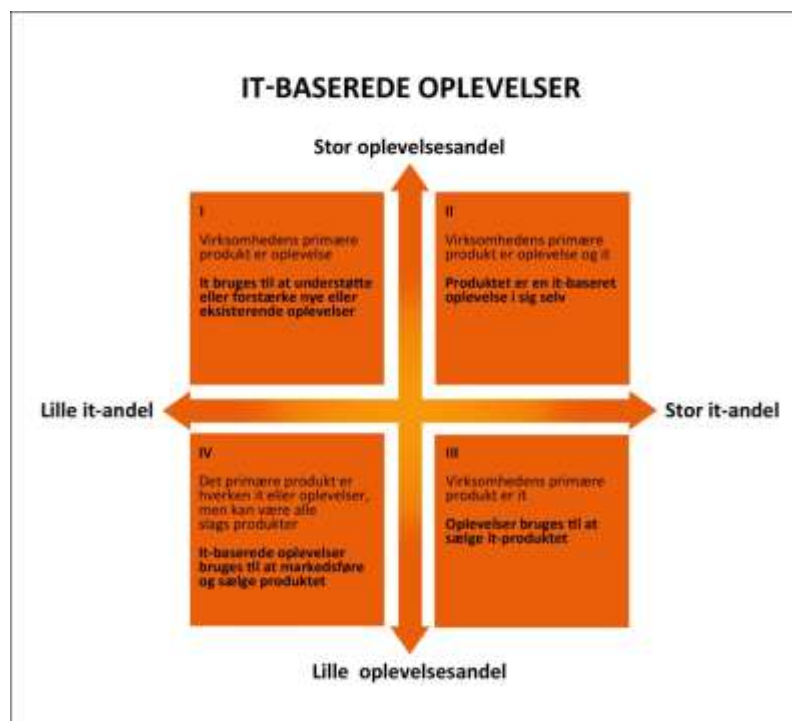 IT-BASEREDE OPLEVELSER
Stor oplevelsesandel
I
Virksomhedens primære
produkt er oplevelse
It bruges til at understøtte
eller forstærke nye eller
eksisterende oplevelser
II
Virksomhedens primære
produkt er oplevelse og it
Produktet er en it-baseret
oplevelse i sig selv
Lille it-andel
Stor it-andel
IV
Det primære produkt er
hverken it eller oplevelser,
men kan være alle
slags produkter
It-baserede oplevelser
bruges til at markedsføre
og sælge produktet
III
Virksomhedens primære
produkt er it
Oplevelser bruges til at
sælge it-produktet
Lille oplevelsesandel